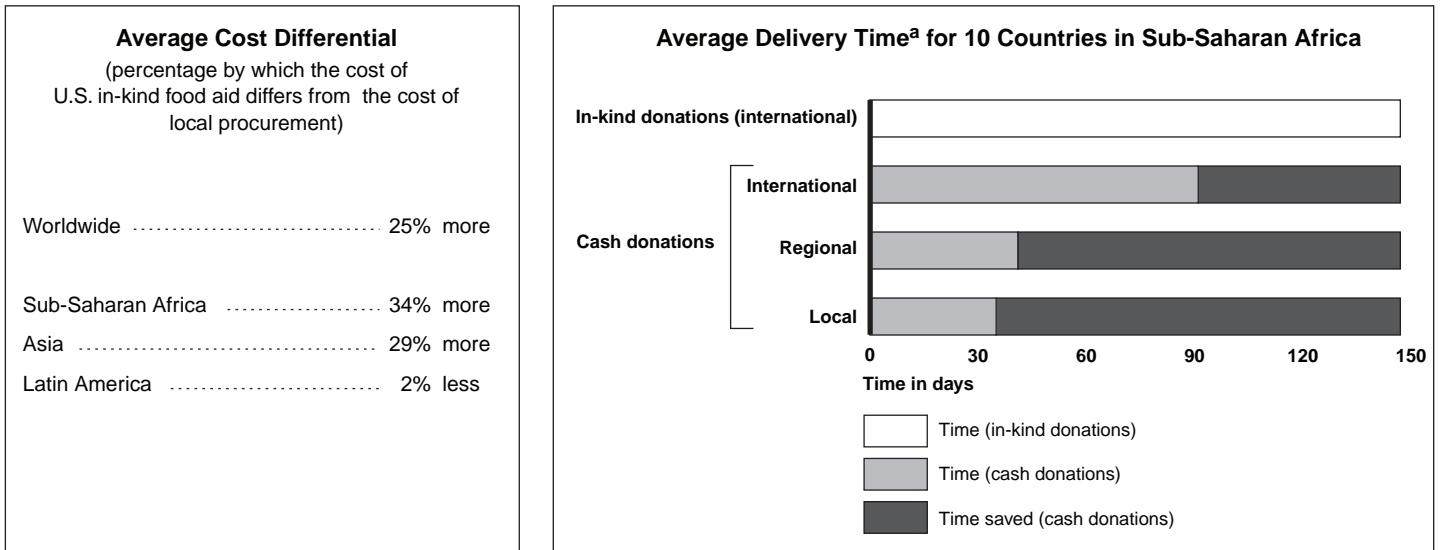 Average Cost Differential
(percentage by which the cost of
U.S. in-kind food aid differs from the cost of
local procurement)
Worldwide 25% more
Sub-Saharan Africa 34% more
Asia 29% more
Latin America 2% less
Average Delivery Timeᵃ for 10 Countries in Sub-Saharan Africa
In-kind donations (international)
International
Cash donations
Regional
Local
0 30 60 90 120 150
Time in days
Time (in-kind donations)
Time (cash donations)
Time saved (cash donations)